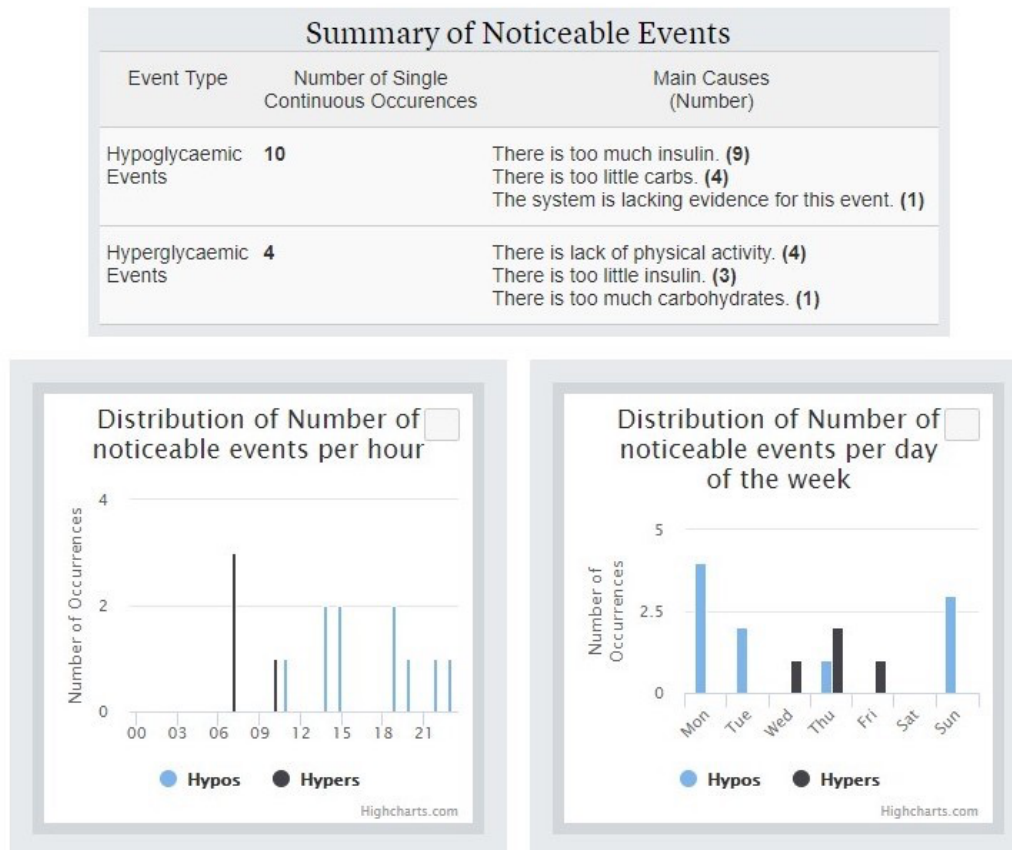 Summary of Noticeable Events
Event Type
Number of Single
Continuous Occurences
Main Causes
(Number)
Hypoglycaemic
Events
10
There is too much insulin. (9)
There is too little carbs. (4)
The system is lacking evidence for this event. (1)
Hyperglycaemic
Events
4
There is lack of physical activity. (4)
There is too little insulin. (3)
There is too much carbohydrates. (1)
Distribution of Number of
noticeable events per hour
Number of Occurrences
4
2
0
00 03 06 09 12 15 18 21
Hypos Hypers
Highcharts.com
Distribution of Number of
noticeable events per day
of the week
Number of
Occurrences
5
2.5
0
Mon Tue Wed Thu Fri Sat Sun
Hypos Hypers
Highcharts.com